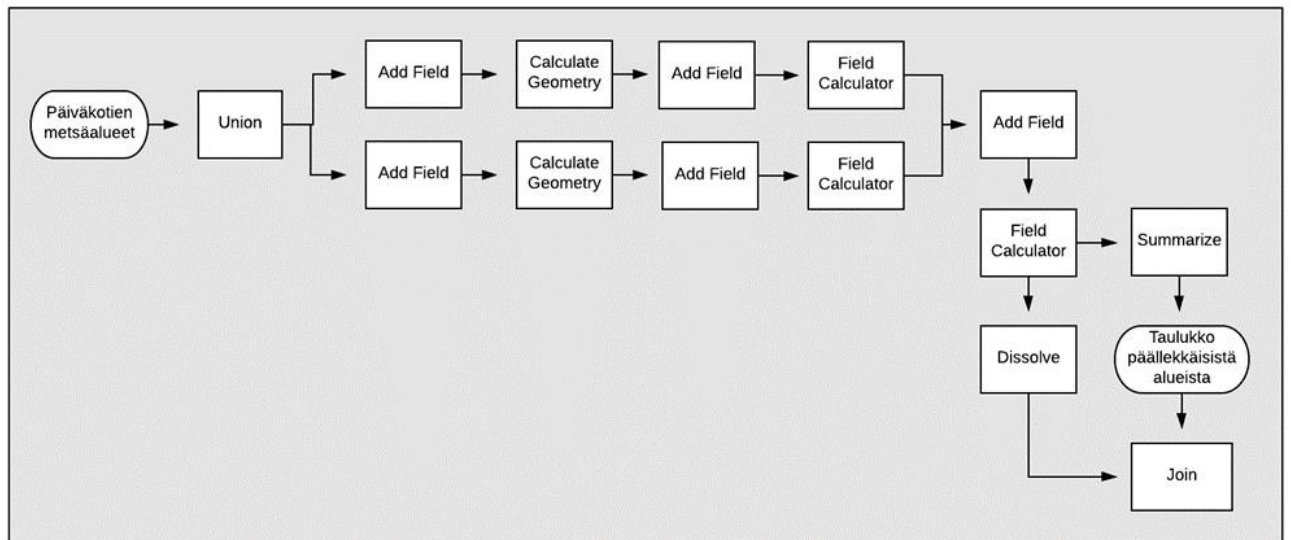 Päiväkotien
metsäalueet
Union
Add Field
Calculate
Geometry
Add Field
Field
Calculator
Add Field
Calculate
Geometry
Add Field
Field
Calculator
Add Field
Field
Calculator
Summarize
Dissolve
Taulukko
päällekkäisistä
alueista
Join